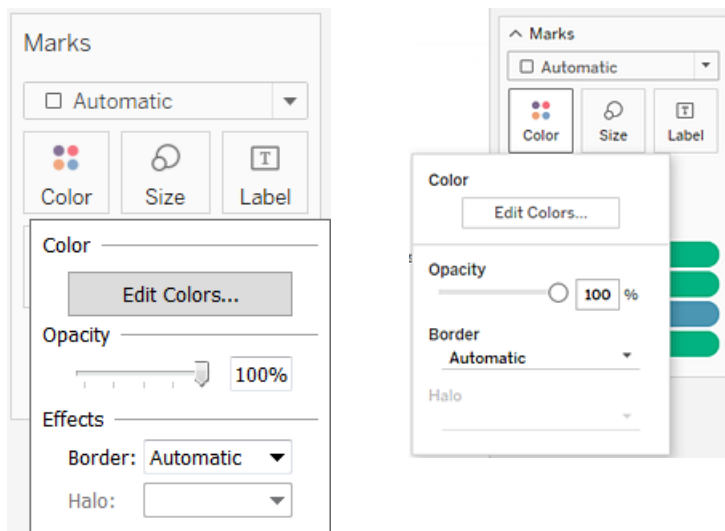 Marks
Automatic
Color Size Label
Color
Edit Colors...
Opacity
100%
Effects
Border: Automatic
Halo:
Marks
Automatic
Color Size Label
Color
Edit Colors...
Opacity
100 %
Border
Automatic
Halo